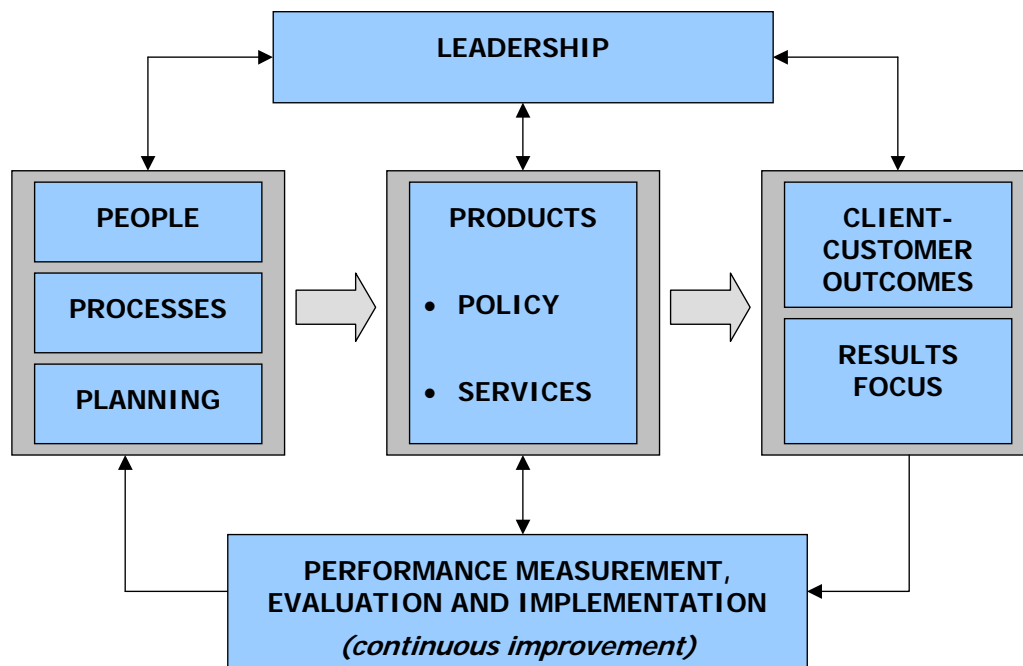 LEADERSHIP
PEOPLE
PROCESSES
PLANNING
PRODUCTS
• POLICY
• SERVICES
CLIENT-
CUSTOMER
OUTCOMES
RESULTS
FOCUS
PERFORMANCE MEASUREMENT,
EVALUATION AND IMPLEMENTATION
(continuous improvement)